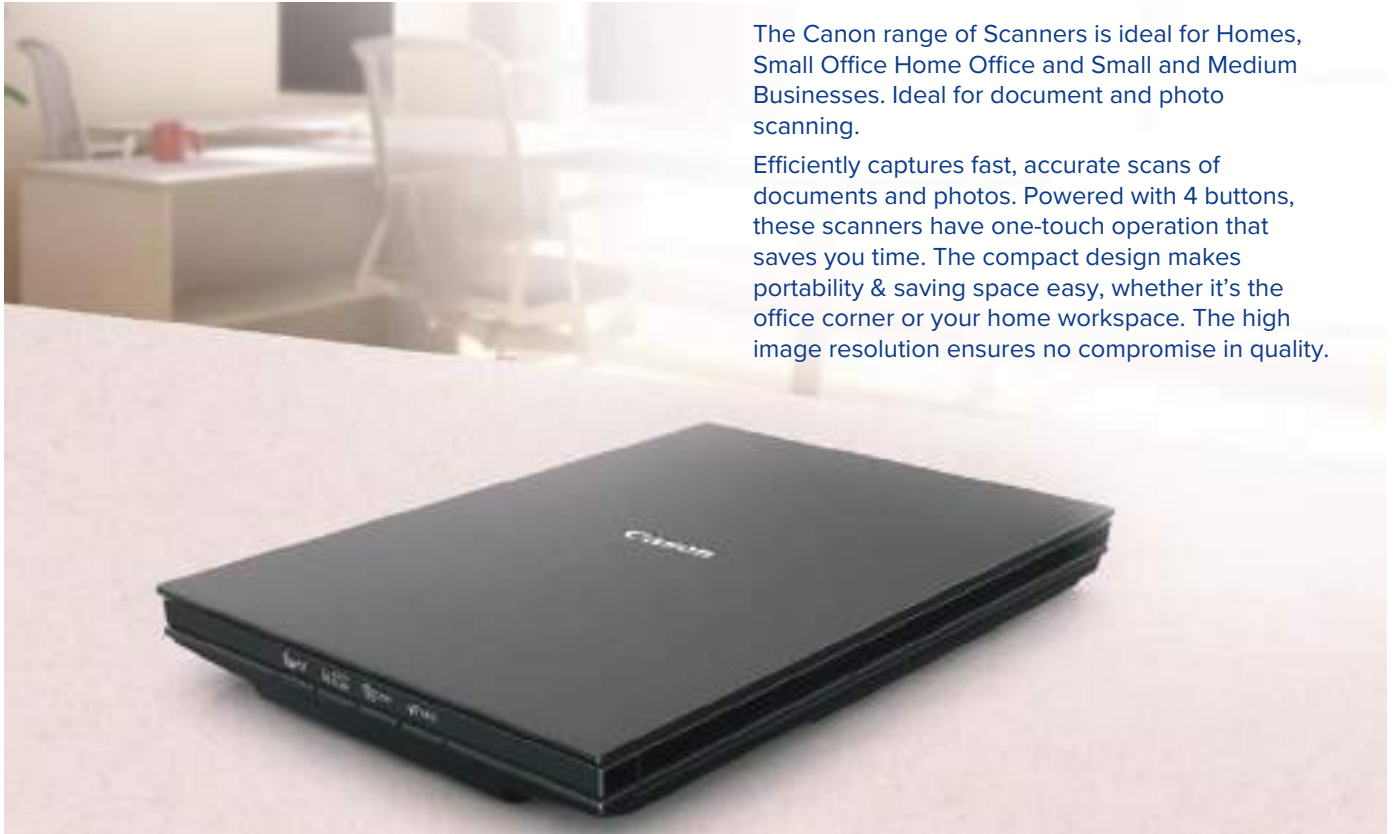 The Canon range of Scanners is ideal for Homes,
Small Office Home Office and Small and Medium
Businesses. Ideal for document and photo
scanning.
Efficiently captures fast, accurate scans of
documents and photos. Powered with 4 buttons,
these scanners have one-touch operation that
saves you time. The compact design makes
portability & saving space easy, whether it’s the
office corner or your home workspace. The high
image resolution ensures no compromise in quality.
Canon